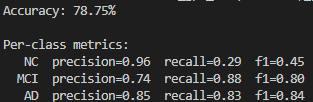 Accuracy: 78.75%
Per-class metrics:
NC precision=0.96 recall=0.29 f1=0.45
MCI precision=0.74 recall=0.88 f1=0.80
AD precision=0.85 recall=0.83 f1=0.84